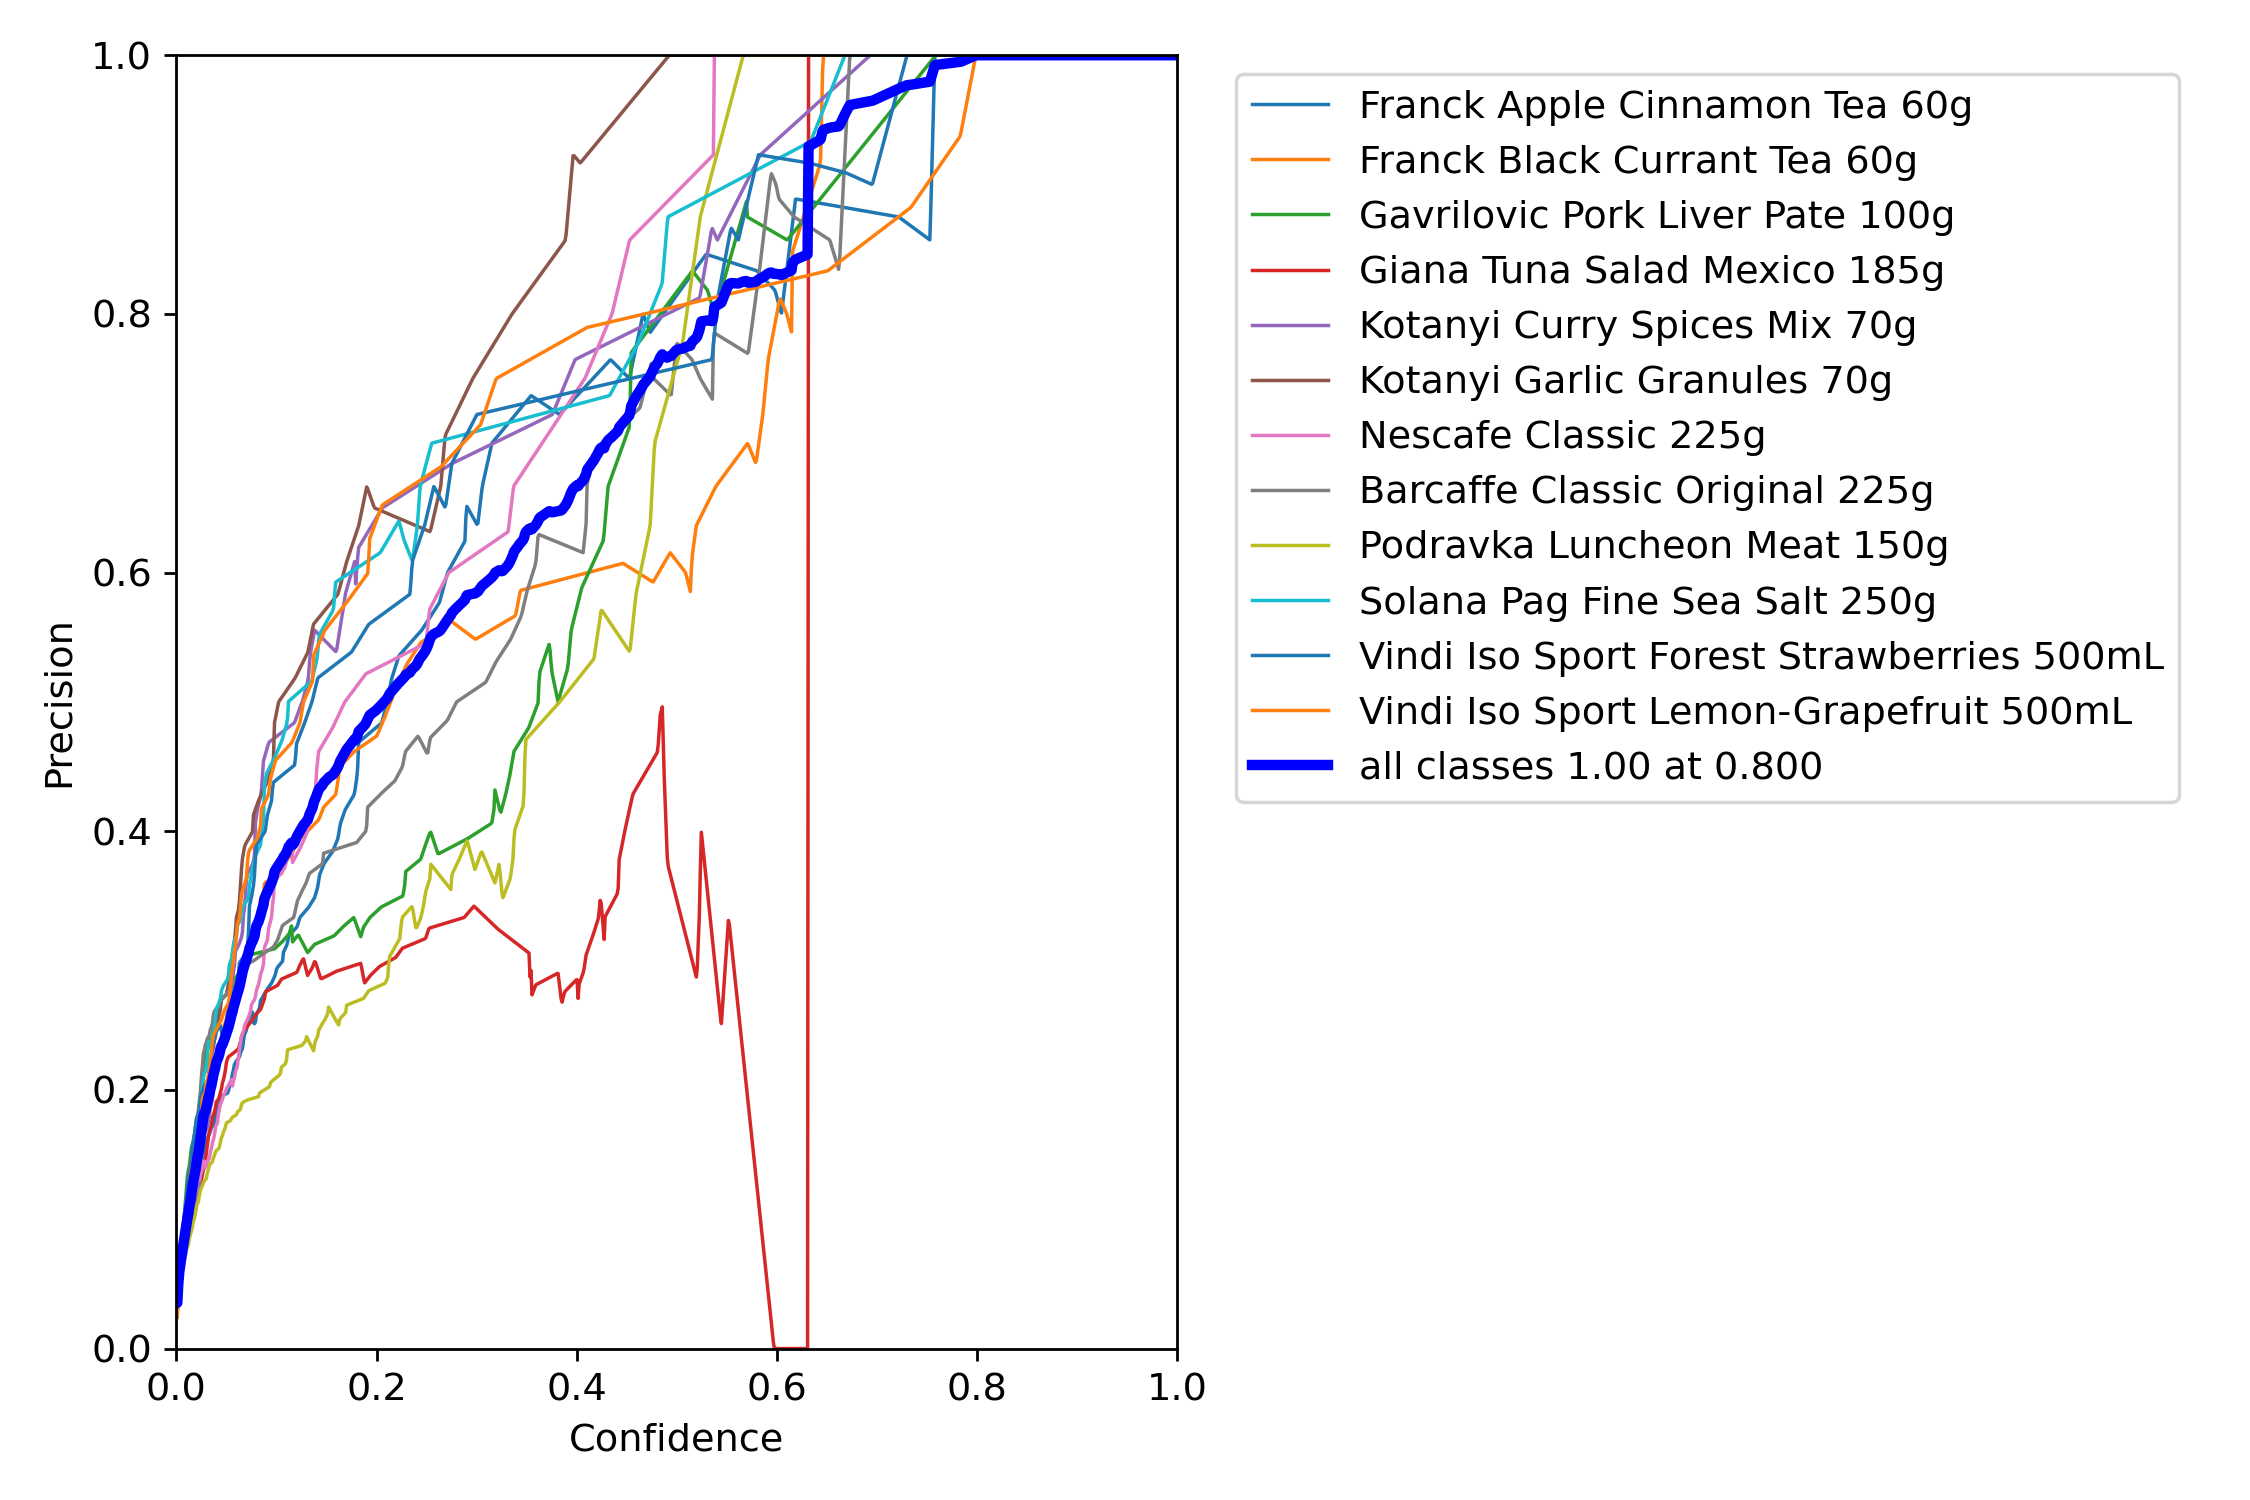 1.0
0.8
0.6
0.4
0.2
0.0
Precision
0.0 0.2 0.4 0.6 0.8 1.0
Confidence
Franck Apple Cinnamon Tea 60g
Franck Black Currant Tea 60g
Gavrilovic Pork Liver Pate 100g
Giana Tuna Salad Mexico 185g
Kotanyi Curry Spices Mix 70g
Kotanyi Garlic Granules 70g
Nescafe Classic 225g
Barcaffe Classic Original 225g
Podravka Luncheon Meat 150g
Solana Pag Fine Sea Salt 250g
Vindi Iso Sport Forest Strawberries 500mL
Vindi Iso Sport Lemon-Grapefruit 500mL
all classes 1.00 at 0.800